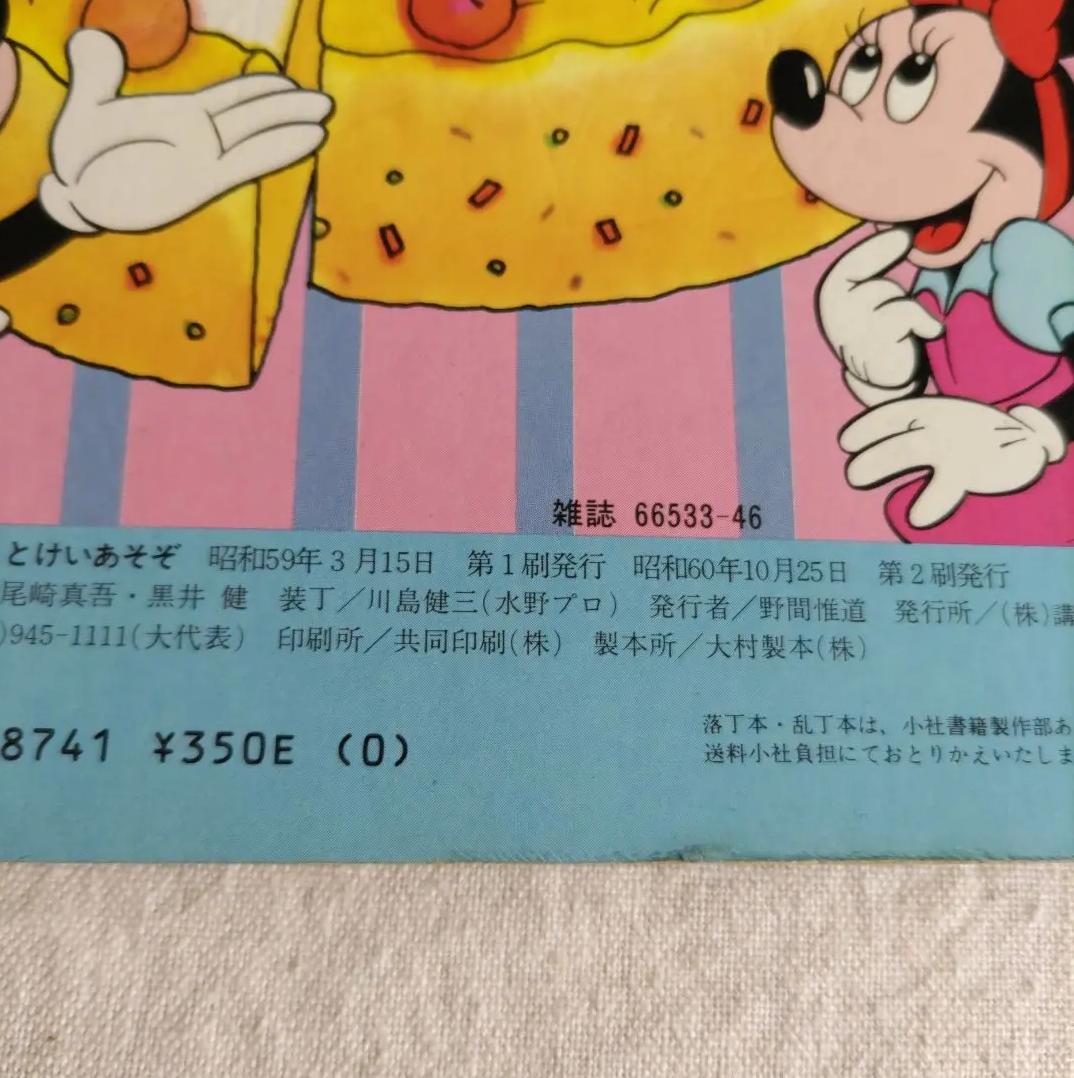 雑誌 66533-46
とけいあそぞ 昭和59年3月15日 第1刷発行 昭和60年10月25日 第2刷発行
尾崎真吾・黒井 健 装丁／川島健三(水野プロ) 発行者／野間惟道 発行所／(株)講
)945-1111(大代表) 印刷所／共同印刷(株) 製本所／大村製本(株)
落丁本・乱丁本は、小社書籍製作部あ
8741 ¥350E (0)
送料小社負担にておとりかえいたしま